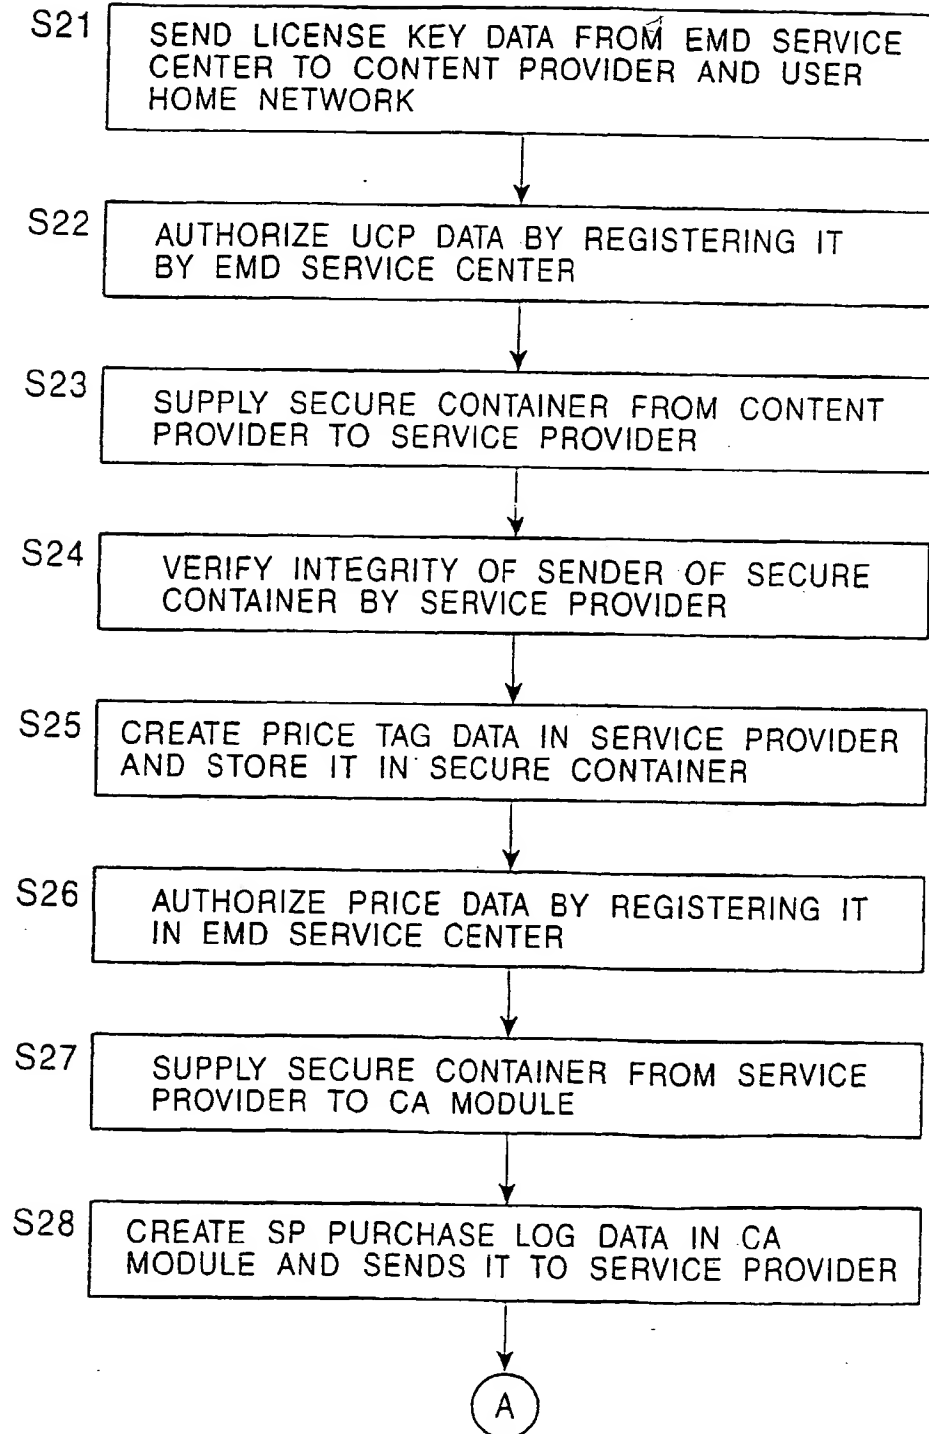 S21
SEND LICENSE KEY DATA FROM EMD SERVICE
CENTER TO CONTENT PROVIDER AND USER
HOME NETWORK
S22
AUTHORIZE UCP DATA BY REGISTERING IT
BY EMD SERVICE CENTER
S23
SUPPLY SECURE CONTAINER FROM CONTENT
PROVIDER TO SERVICE PROVIDER
S24
VERIFY INTEGRITY OF SENDER OF SECURE
CONTAINER BY SERVICE PROVIDER
S25
CREATE PRICE TAG DATA IN SERVICE PROVIDER
AND STORE IT IN SECURE CONTAINER
S26
AUTHORIZE PRICE DATA BY REGISTERING IT
IN EMD SERVICE CENTER
S27
SUPPLY SECURE CONTAINER FROM SERVICE
PROVIDER TO CA MODULE
S28
CREATE SP PURCHASE LOG DATA IN CA
MODULE AND SENDS IT TO SERVICE PROVIDER
A